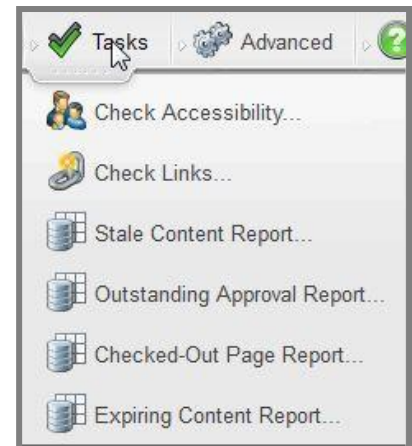 Tasks Advanced ?
Check Accessibility...
Check Links...
Stale Content Report...
Outstanding Approval Report...
Checked-Out Page Report...
Expiring Content Report...